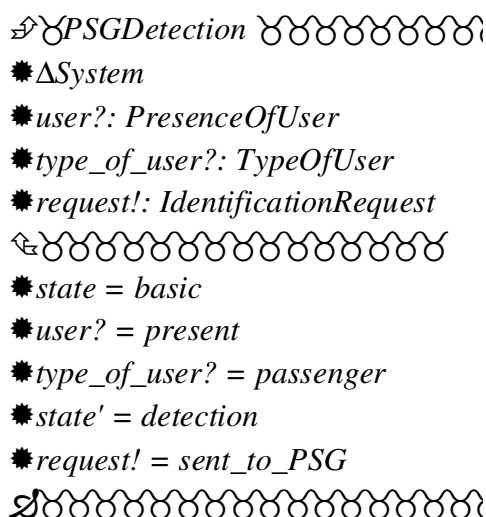 PSGDetection
ΔSystem
user?: PresenceOfUser
type_of_user?: TypeOfUser
request!: IdentificationRequest
state = basic
user? = present
type_of_user? = passenger
state' = detection
request! = sent_to_PSG